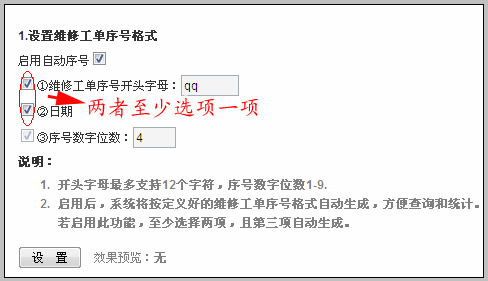 1.设置维修工单序号格式
启用自动序号
①维修工单序号开头字母：qq
②日期
两者至少选项一项
③序号数字位数：4
说明：
1. 开头字母最多支持12个字符，序号数字位数1-9.
2. 启用后，系统将按定义好的维修工单序号格式自动生成，方便查询和统计。
若启用此功能，至少选择两项，且第三项自动生成。
设 置 效果预览：无